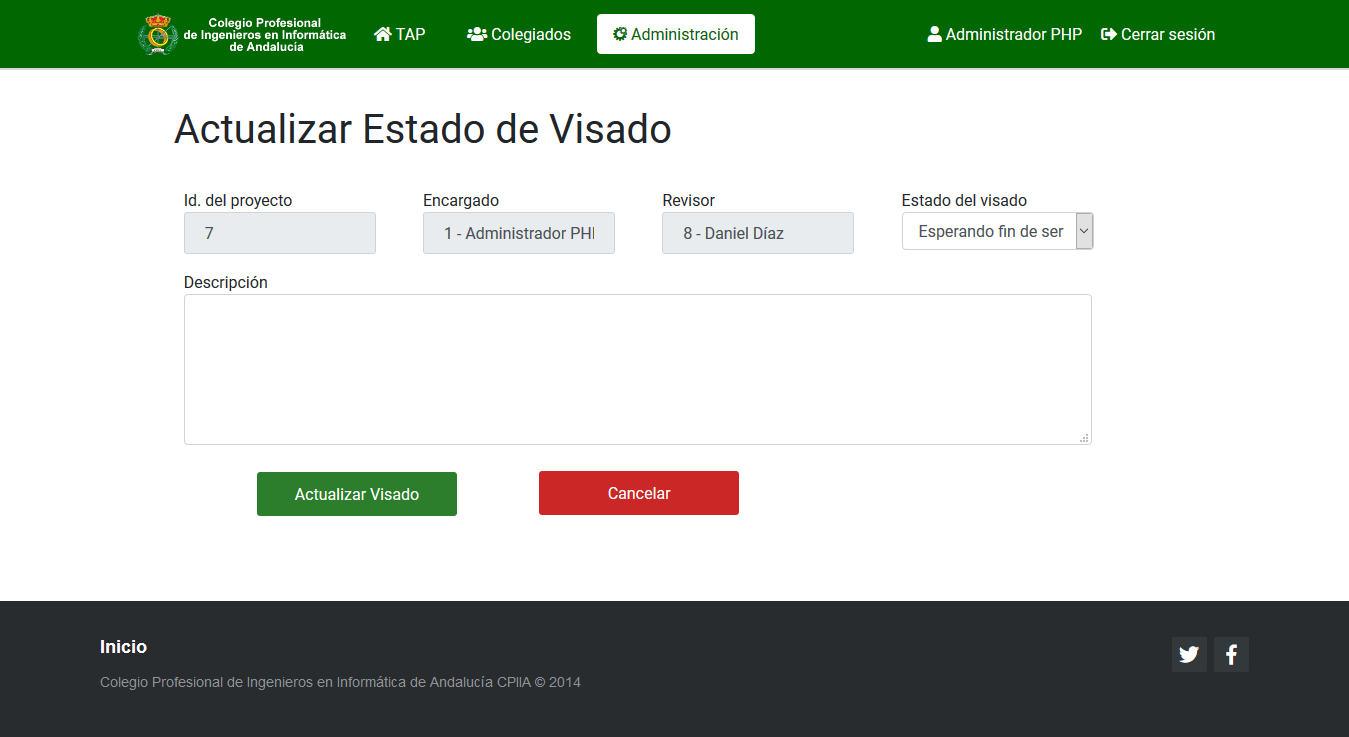 Colegio Profesional
de Ingenieros en Informática
de Andalucía
TAP
Colegiados
Administración
Administrador PHP
Cerrar sesión
Actualizar Estado de Visado
Id. del proyecto
Encargado
Revisor
Estado del visado
7
1 - Administrador PHI
8 - Daniel Díaz
Esperando fin de ser
Descripción
Actualizar Visado
Cancelar
Inicio
Colegio Profesional de Ingenieros en Informática de Andalucía CPIIA © 2014